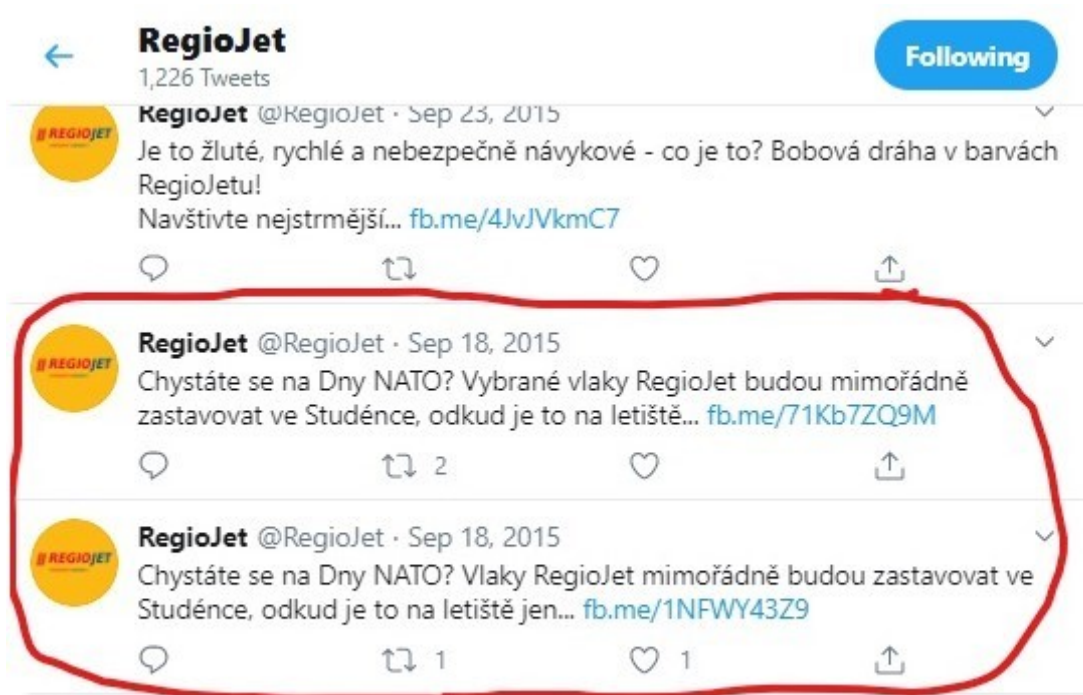 RegioJet
1,226 Tweets
Following
RegioJet @RegioJet · Sep 23, 2015
REGIOJET
Je to žluté, rychlé a nebezpečně návykové - co je to? Bobová dráha v barvách
RegioJetu!
Navštivte nejstrmější... fb.me/4JvJVkmC7
RegioJet @RegioJet · Sep 18, 2015
REGIOJET
Chystáte se na Dny NATO? Vybrané vlaky RegioJet budou mimořádně
zastavovat ve Studénce, odkud je to na letiště... fb.me/71Kb7ZQ9M
2
RegioJet @RegioJet · Sep 18, 2015
REGIOJET
Chystáte se na Dny NATO? Vlaky RegioJet mimořádně budou zastavovat ve
Studénce, odkud je to na letiště jen... fb.me/1NFWY43Z9
1 1